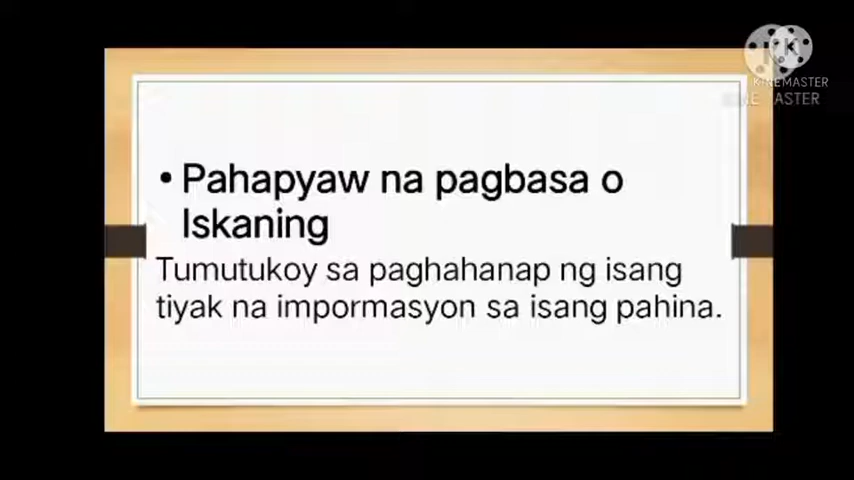 KINEMASTER
• Pahapyaw na pagbasa o
Iskaning
Tumutukoy sa paghahanap ng isang
tiyak na impormasyon sa isang pahina.